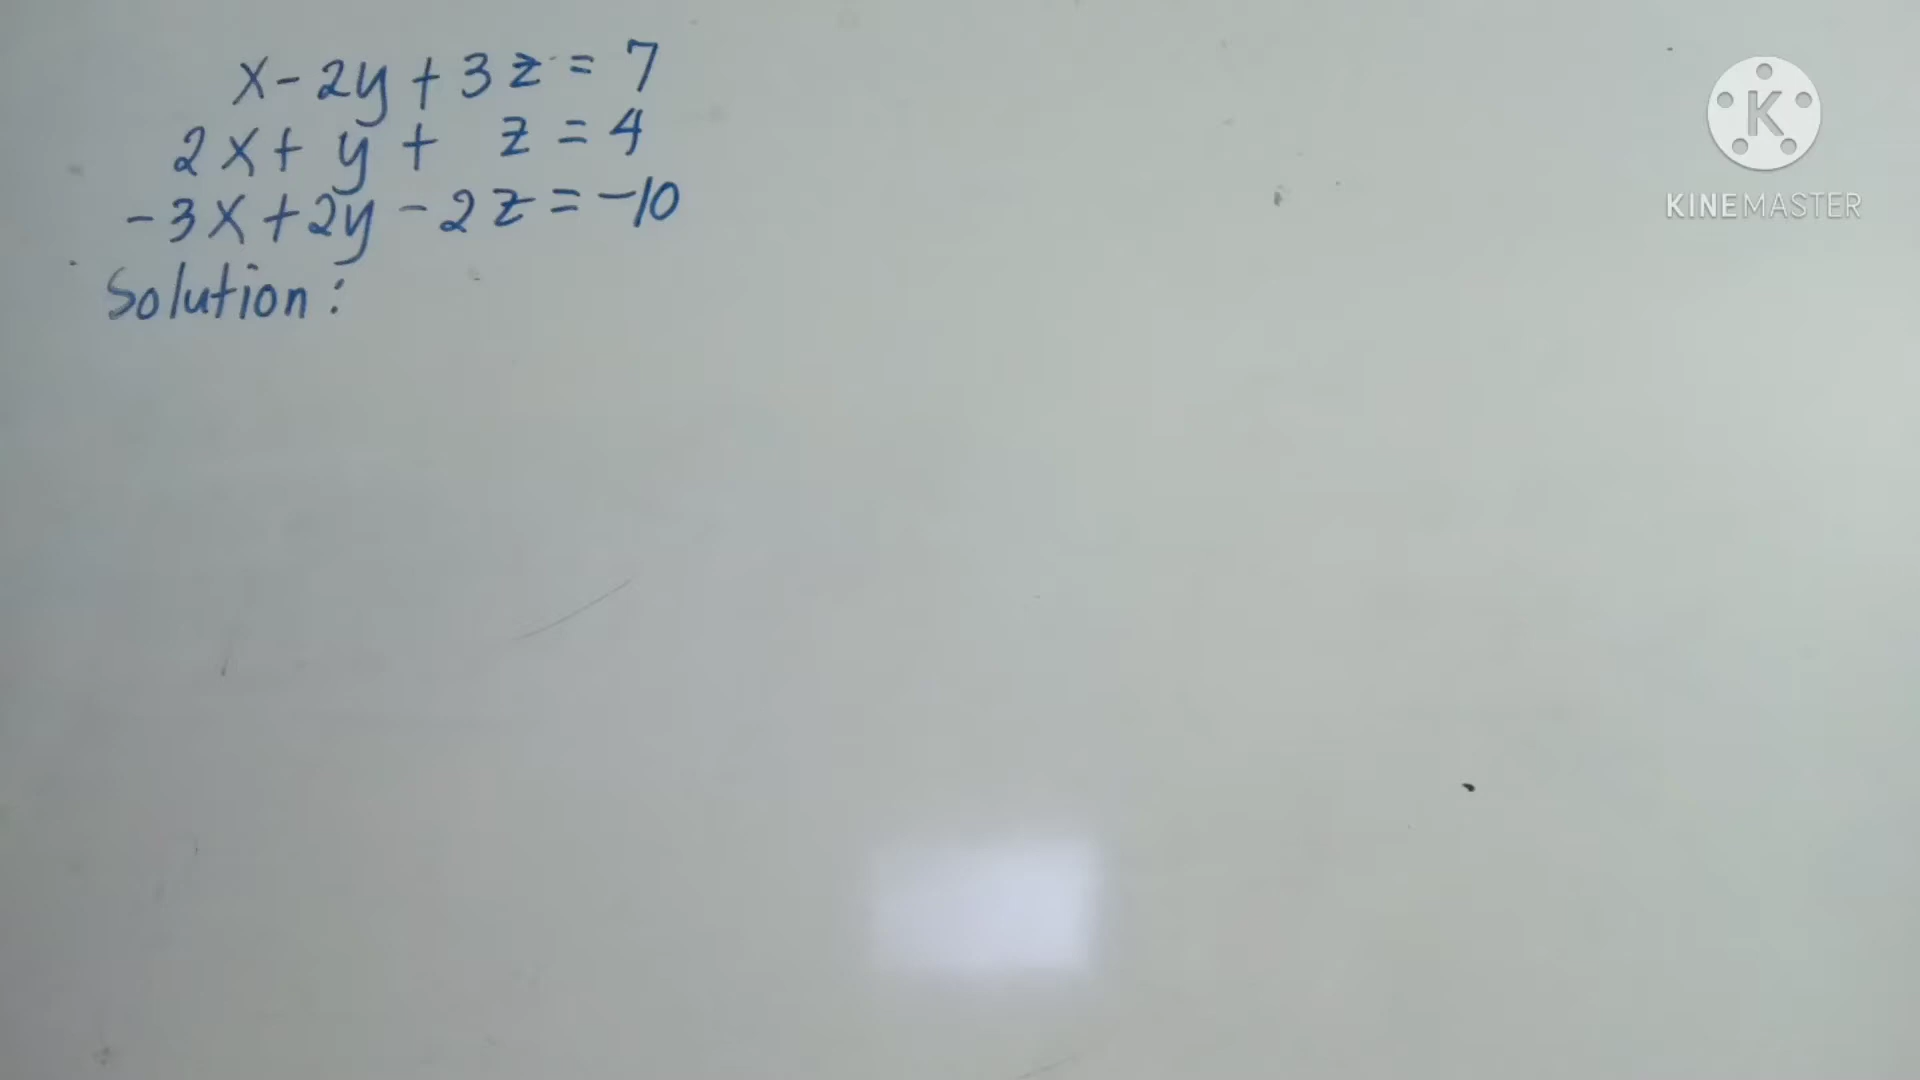 x - 2y + 3z = 7
2x + y + z = 4
-3x + 2y - 2z = -10
Solution:
K
KINEMASTER